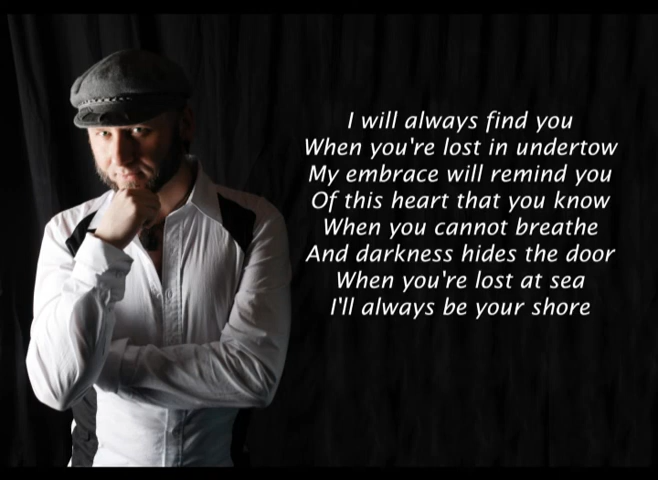 I will always find you
When you're lost in undertow
My embrace will remind you
Of this heart that you know
When you cannot breathe
And darkness hides the door
When you're lost at sea
I'll always be your shore